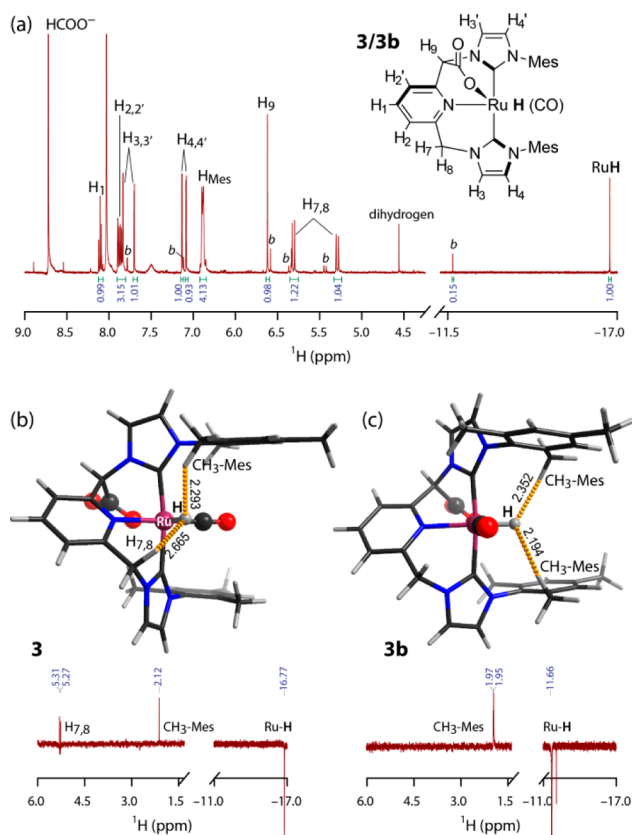 (a)
HCOO⁻
3/3b
H3' H4'
H9
O
N
N
Mes
O
H2,2'
H3,3'
H2'
H1
N
Ru H (CO)
H2
H7
H8
N
N
Mes
H3
H4
H9
H4,4'
HMes
H1
H7,8
RuH
dihydrogen
b b b b b b
0.99 3.15 1.01 1.00 0.93 4.13 0.98 1.22 1.04 0.15 1.00
9.0 8.5 8.0 7.5 7.0 6.5 6.0 5.5 5.0 4.5 −11.5 −17.0
¹H (ppm)
(b)
CH3-Mes
2.293
H
Ru
H7,8
2.665
3
5.31
5.27
2.12
−16.77
H7,8
CH3-Mes
Ru-H
6.0 4.5 3.0 1.5 −11.0 −17.0
¹H (ppm)
(c)
CH3-Mes
2.352
H
2.194
CH3-Mes
3b
1.97
1.95
−11.66
CH3-Mes
Ru-H
6.0 4.5 3.0 1.5 −11.0 −17.0
¹H (ppm)